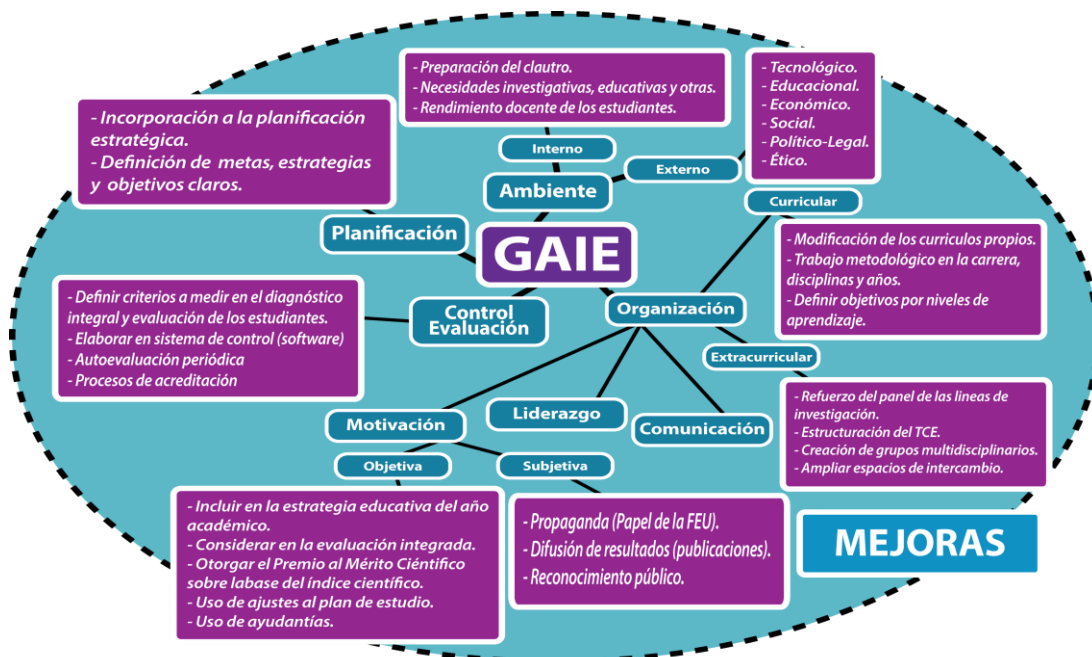 - Preparación del clautro.
- Necesidades investigativas, educativas y otras.
- Rendimiento docente de los estudiantes.
- Tecnológico.
- Educacional.
- Económico.
- Social.
- Político-Legal.
- Ético.
- Incorporación a la planificación
estratégica.
- Definición de metas, estrategias
y objetivos claros.
Interno
Externo
Ambiente
Curricular
Planificación
GAIE
- Modificación de los curriculos propios.
- Trabajo metodológico en la carrera,
disciplinas y años.
- Definir objetivos por niveles de
aprendizaje.
- Definir criterios a medir en el diagnóstico
integral y evaluación de los estudiantes.
- Elaborar en sistema de control (software)
- Autoevaluación periódica
- Procesos de acreditación
Control
Evaluación
Organización
Extracurricular
- Refuerzo del panel de las lineas de
investigación.
- Estructuración del TCE.
- Creación de grupos multidisciplinarios.
- Ampliar espacios de intercambio.
Motivación
Liderazgo
Comunicación
Objetiva
Subjetiva
- Incluir en la estrategia educativa del año
académico.
- Considerar en la evaluación integrada.
- Otorgar el Premio al Mérito Ciéntifico
sobre labase del índice científico.
- Uso de ajustes al plan de estudio.
- Uso de ayudantías.
- Propaganda (Papel de la FEU).
- Difusión de resultados (publicaciones).
- Reconocimiento público.
MEJORAS